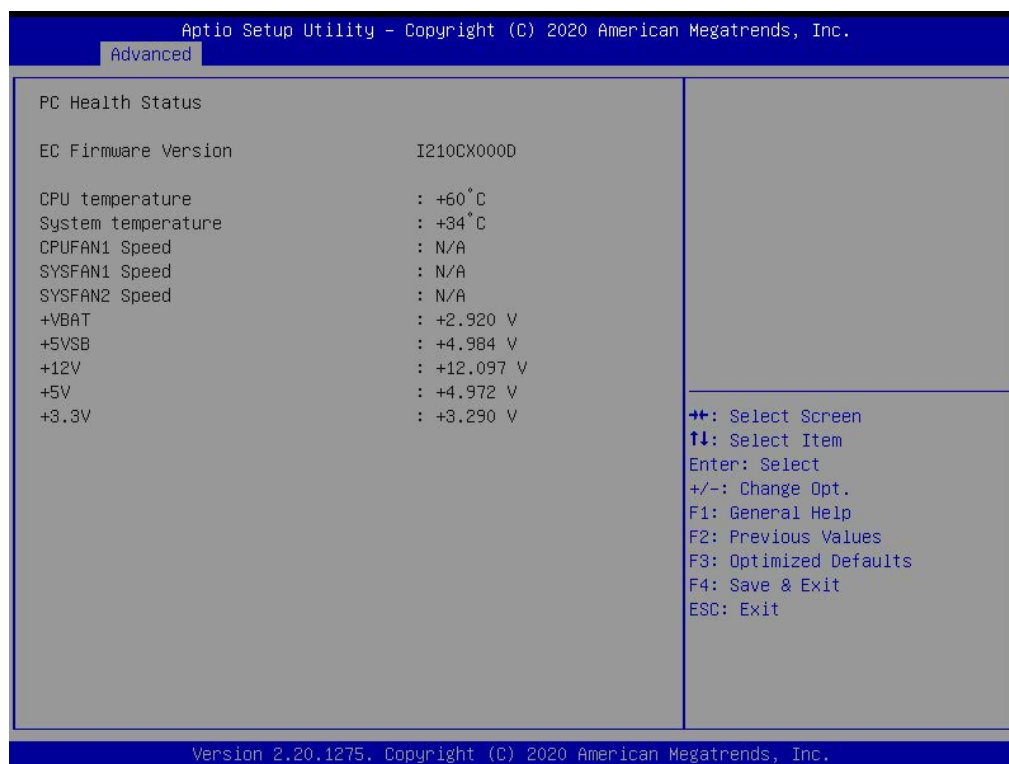 Aptio Setup Utility – Copyright (C) 2020 American Megatrends, Inc.
Advanced
PC Health Status
EC Firmware Version I210CX000D
CPU temperature : +60°C
System temperature : +34°C
CPUFAN1 Speed : N/A
SYSFAN1 Speed : N/A
SYSFAN2 Speed : N/A
+VBAT : +2.920 V
+5VSB : +4.984 V
+12V : +12.097 V
+5V : +4.972 V
+3.3V : +3.290 V
→←: Select Screen
↑↓: Select Item
Enter: Select
+/-: Change Opt.
F1: General Help
F2: Previous Values
F3: Optimized Defaults
F4: Save & Exit
ESC: Exit
Version 2.20.1275. Copyright (C) 2020 American Megatrends, Inc.